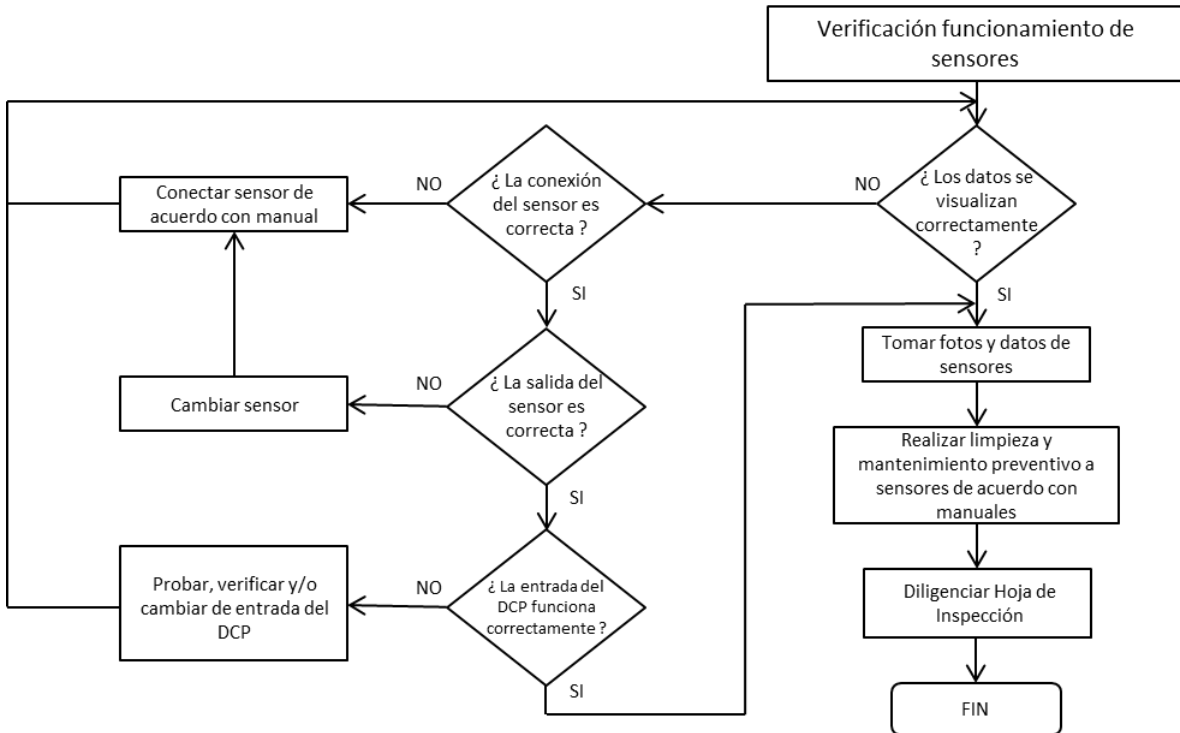 Verificación funcionamiento de
sensores
¿ Los datos se
visualizan
correctamente
?
NO
SI
¿ La conexión
del sensor es
correcta ?
NO
SI
Conectar sensor de
acuerdo con manual
¿ La salida del
sensor es
correcta ?
NO
SI
Cambiar sensor
¿ La entrada del
DCP funciona
correctamente ?
NO
SI
Probar, verificar y/o
cambiar de entrada del
DCP
Tomar fotos y datos de
sensores
Realizar limpieza y
mantenimiento preventivo a
sensores de acuerdo con
manuales
Diligenciar Hoja de
Inspección
FIN